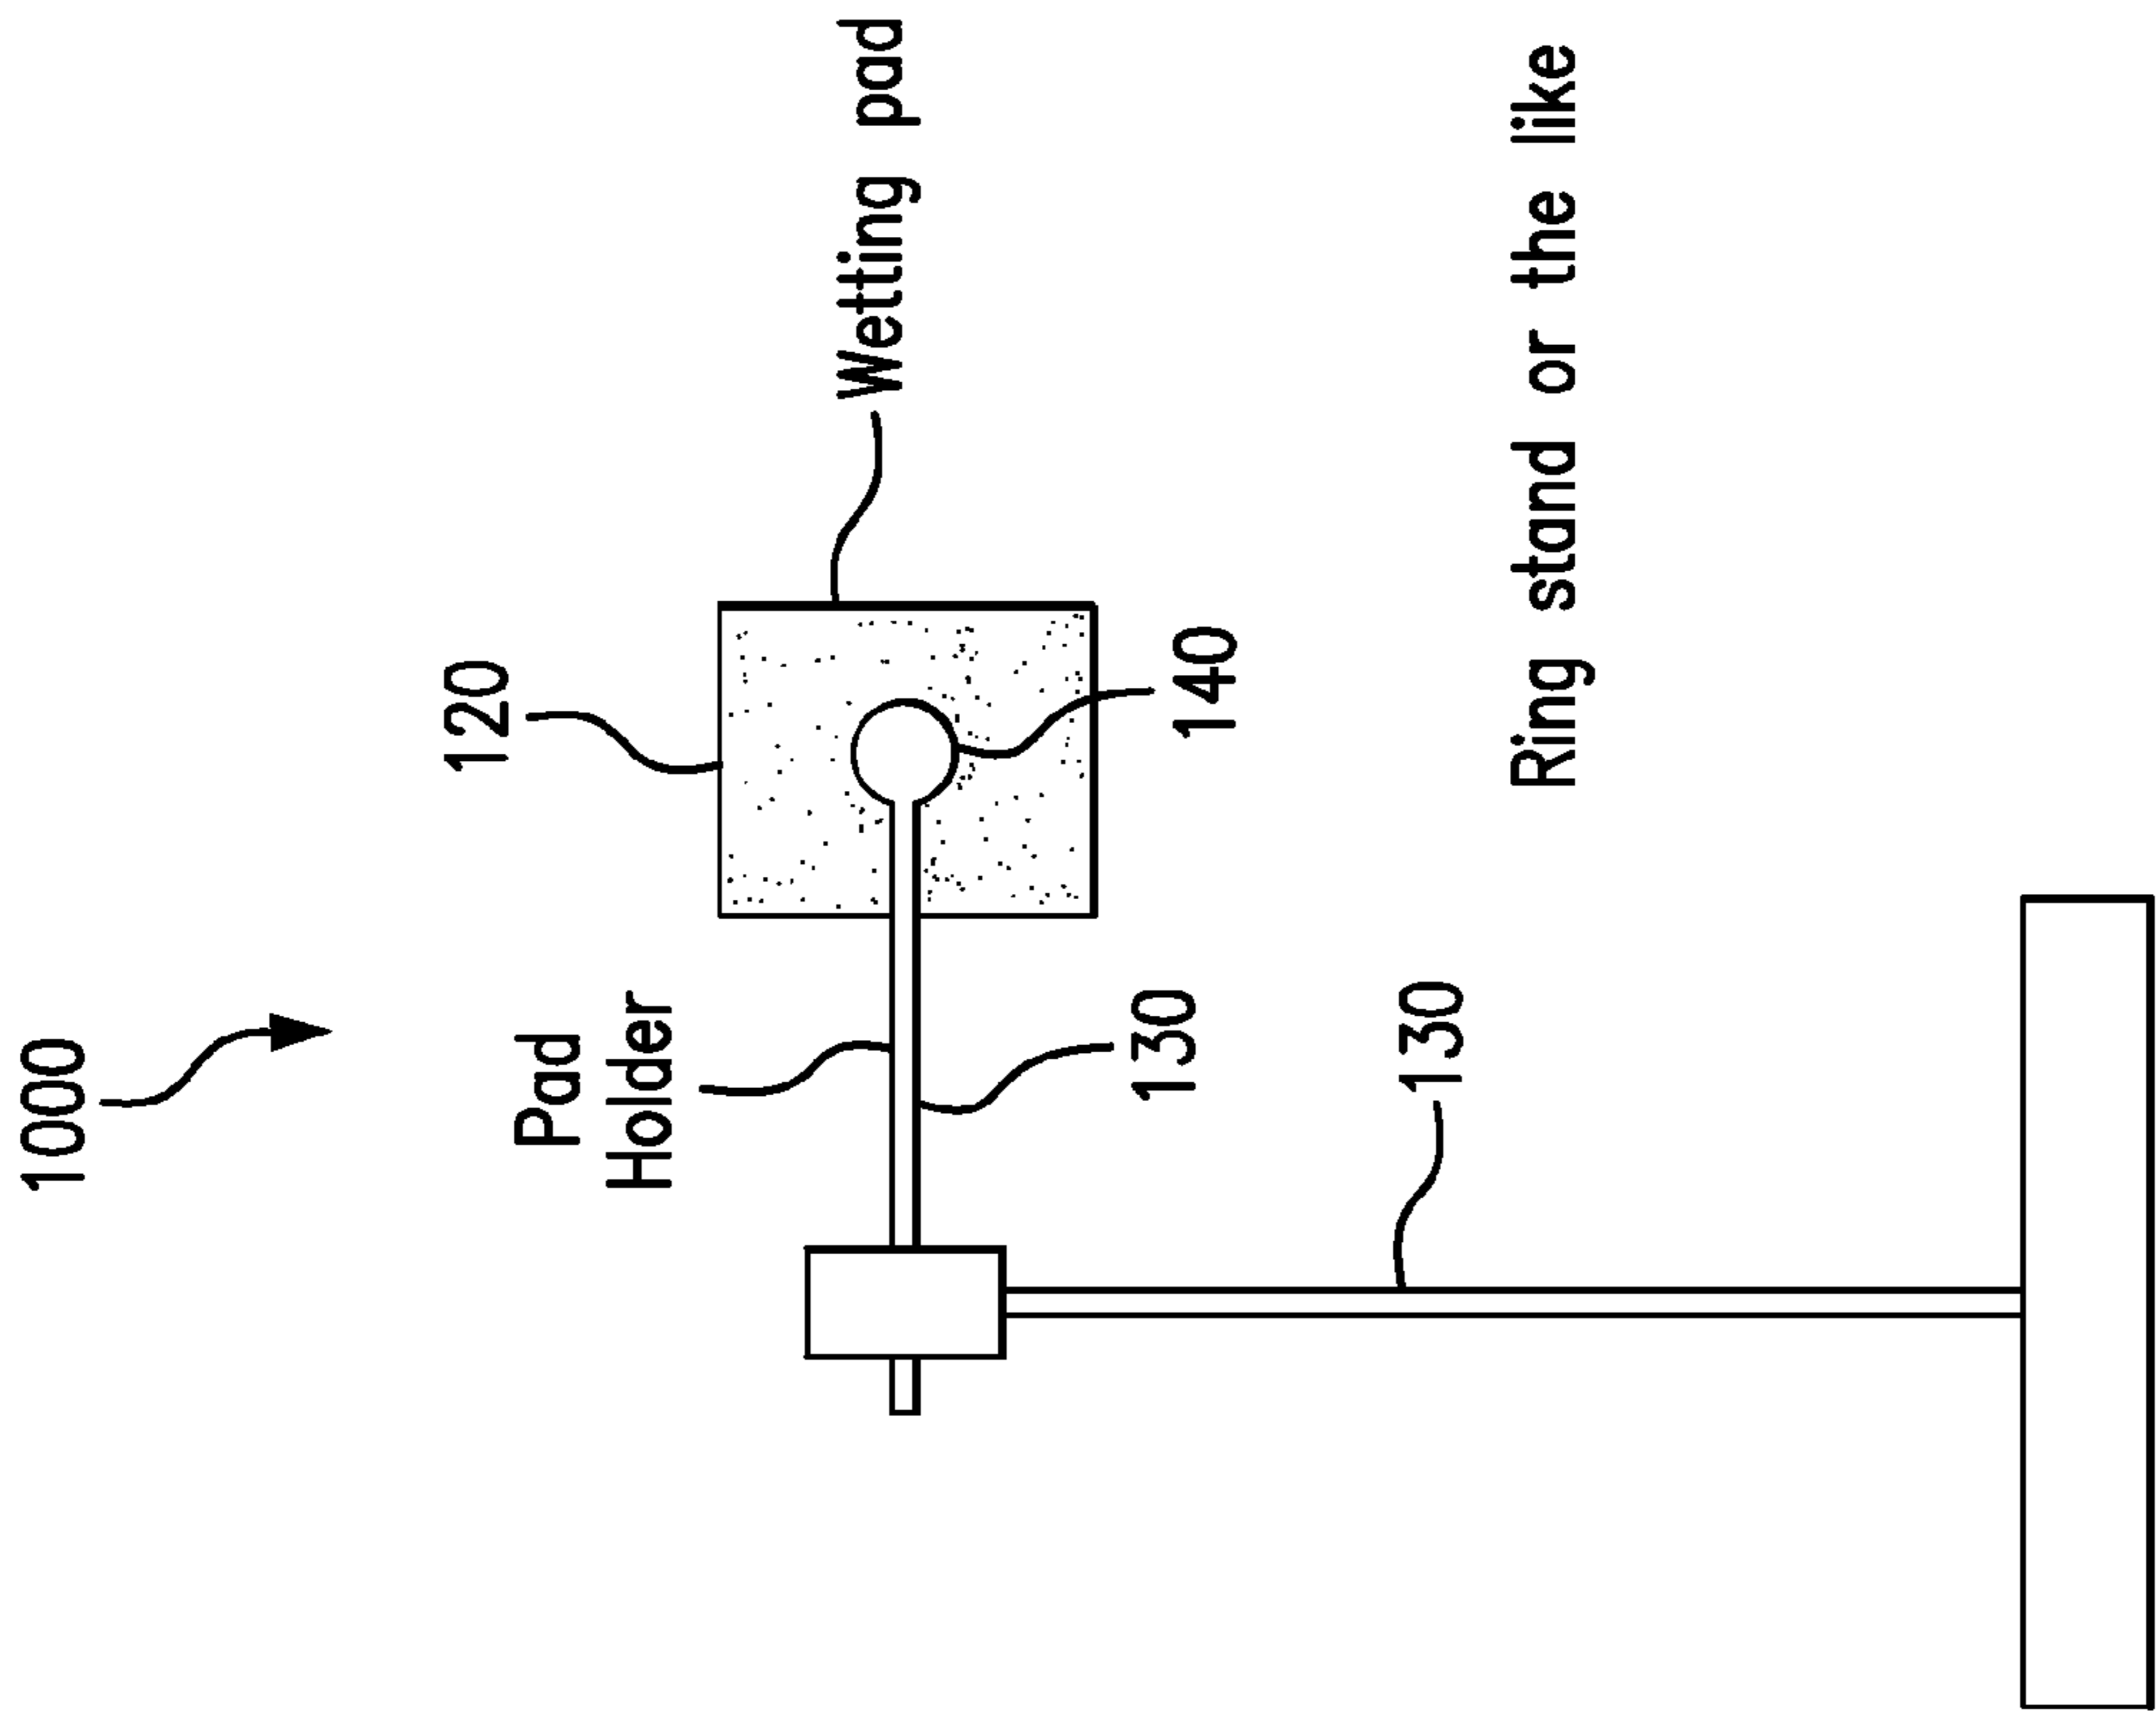 1000
120
Pad
Holder
Wetting pad
130
140
130
Ring stand or the like